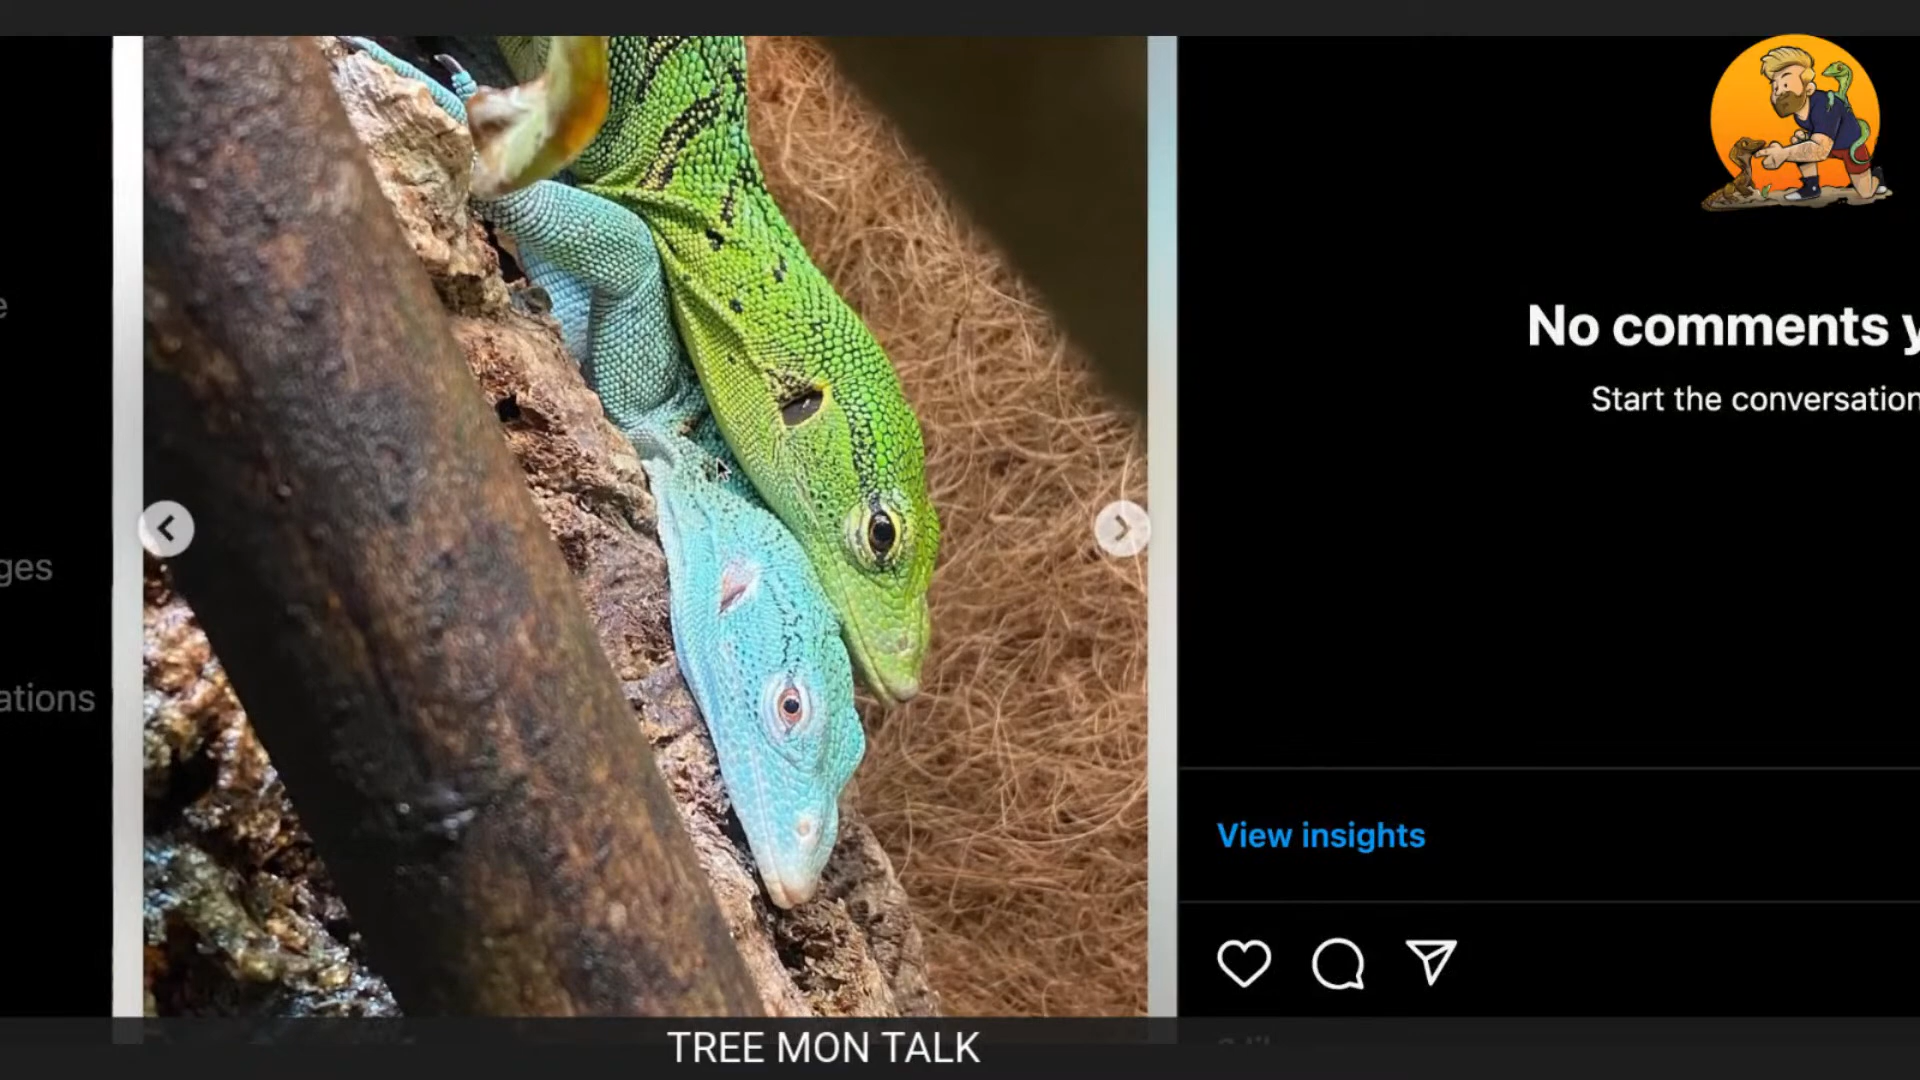 e
ges
ations
No comments y
Start the conversation
View insights
TREE MON TALK